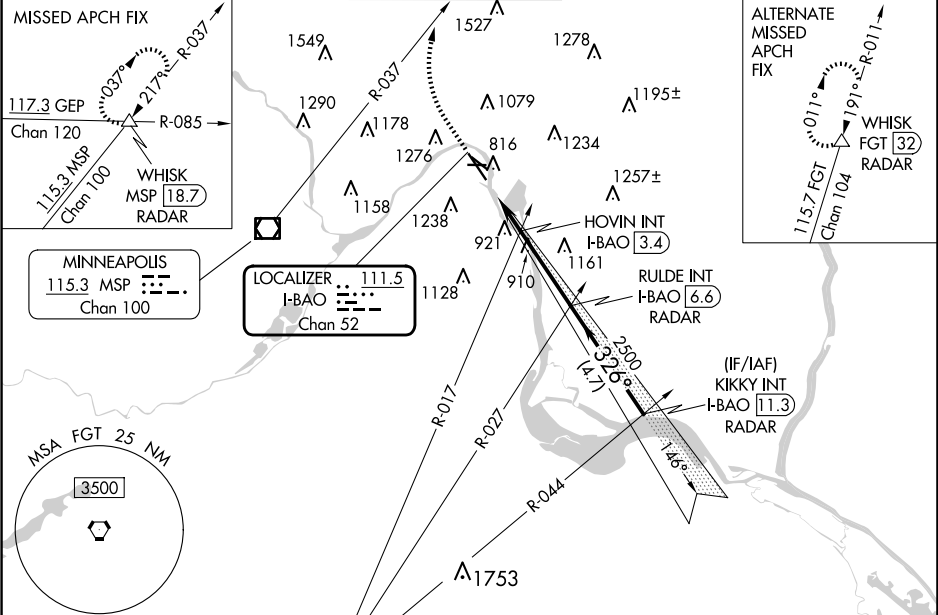 MISSED APCH FIX
R-037
037°
217°
117.3 GEP
Chan 120
R-085
115.3 MSP
Chan 100
WHISK
MSP 18.7
RADAR
1549
1527
1278
R-037
1290
1178
1079
1195±
1276
816
1234
1158
1238
1257±
921
910
1161
1128
HOVIN INT
I-BAO 3.4
RULDE INT
I-BAO 6.6
RADAR
(IF/IAF)
KIKKY INT
I-BAO 11.3
RADAR
2500
326°
(4.7)
146°
R-017
R-027
R-044
1753
MINNEAPOLIS
115.3 MSP
Chan 100
LOCALIZER 111.5
I-BAO
Chan 52
ALTERNATE
MISSED
APCH
FIX
R-011
011°
191°
WHISK
FGT 32
RADAR
115.7 FGT
Chan 104
MSA FGT 25 NM
3500